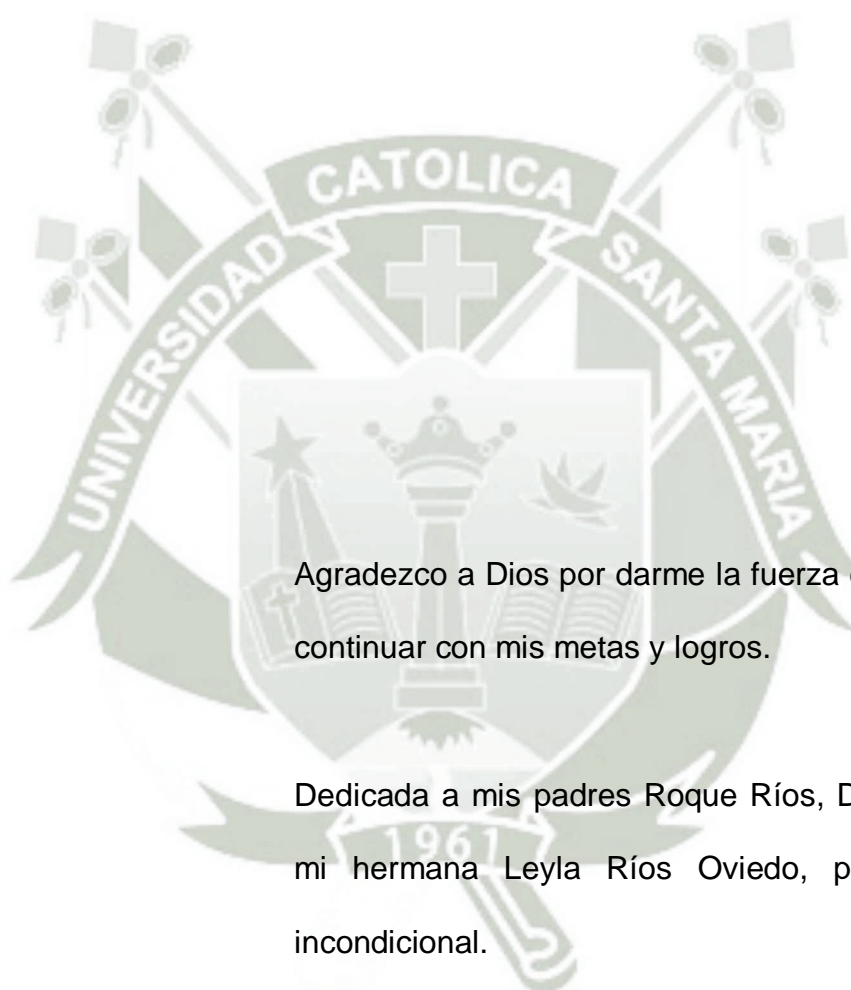 UNIVERSIDAD CATOLICA SANTA MARIA
Agradezco a Dios por darme la fuerza
continuar con mis metas y logros.
Dedicada a mis padres Roque Ríos,
mi hermana Leyla Ríos Oviedo,
incondicional.
1961